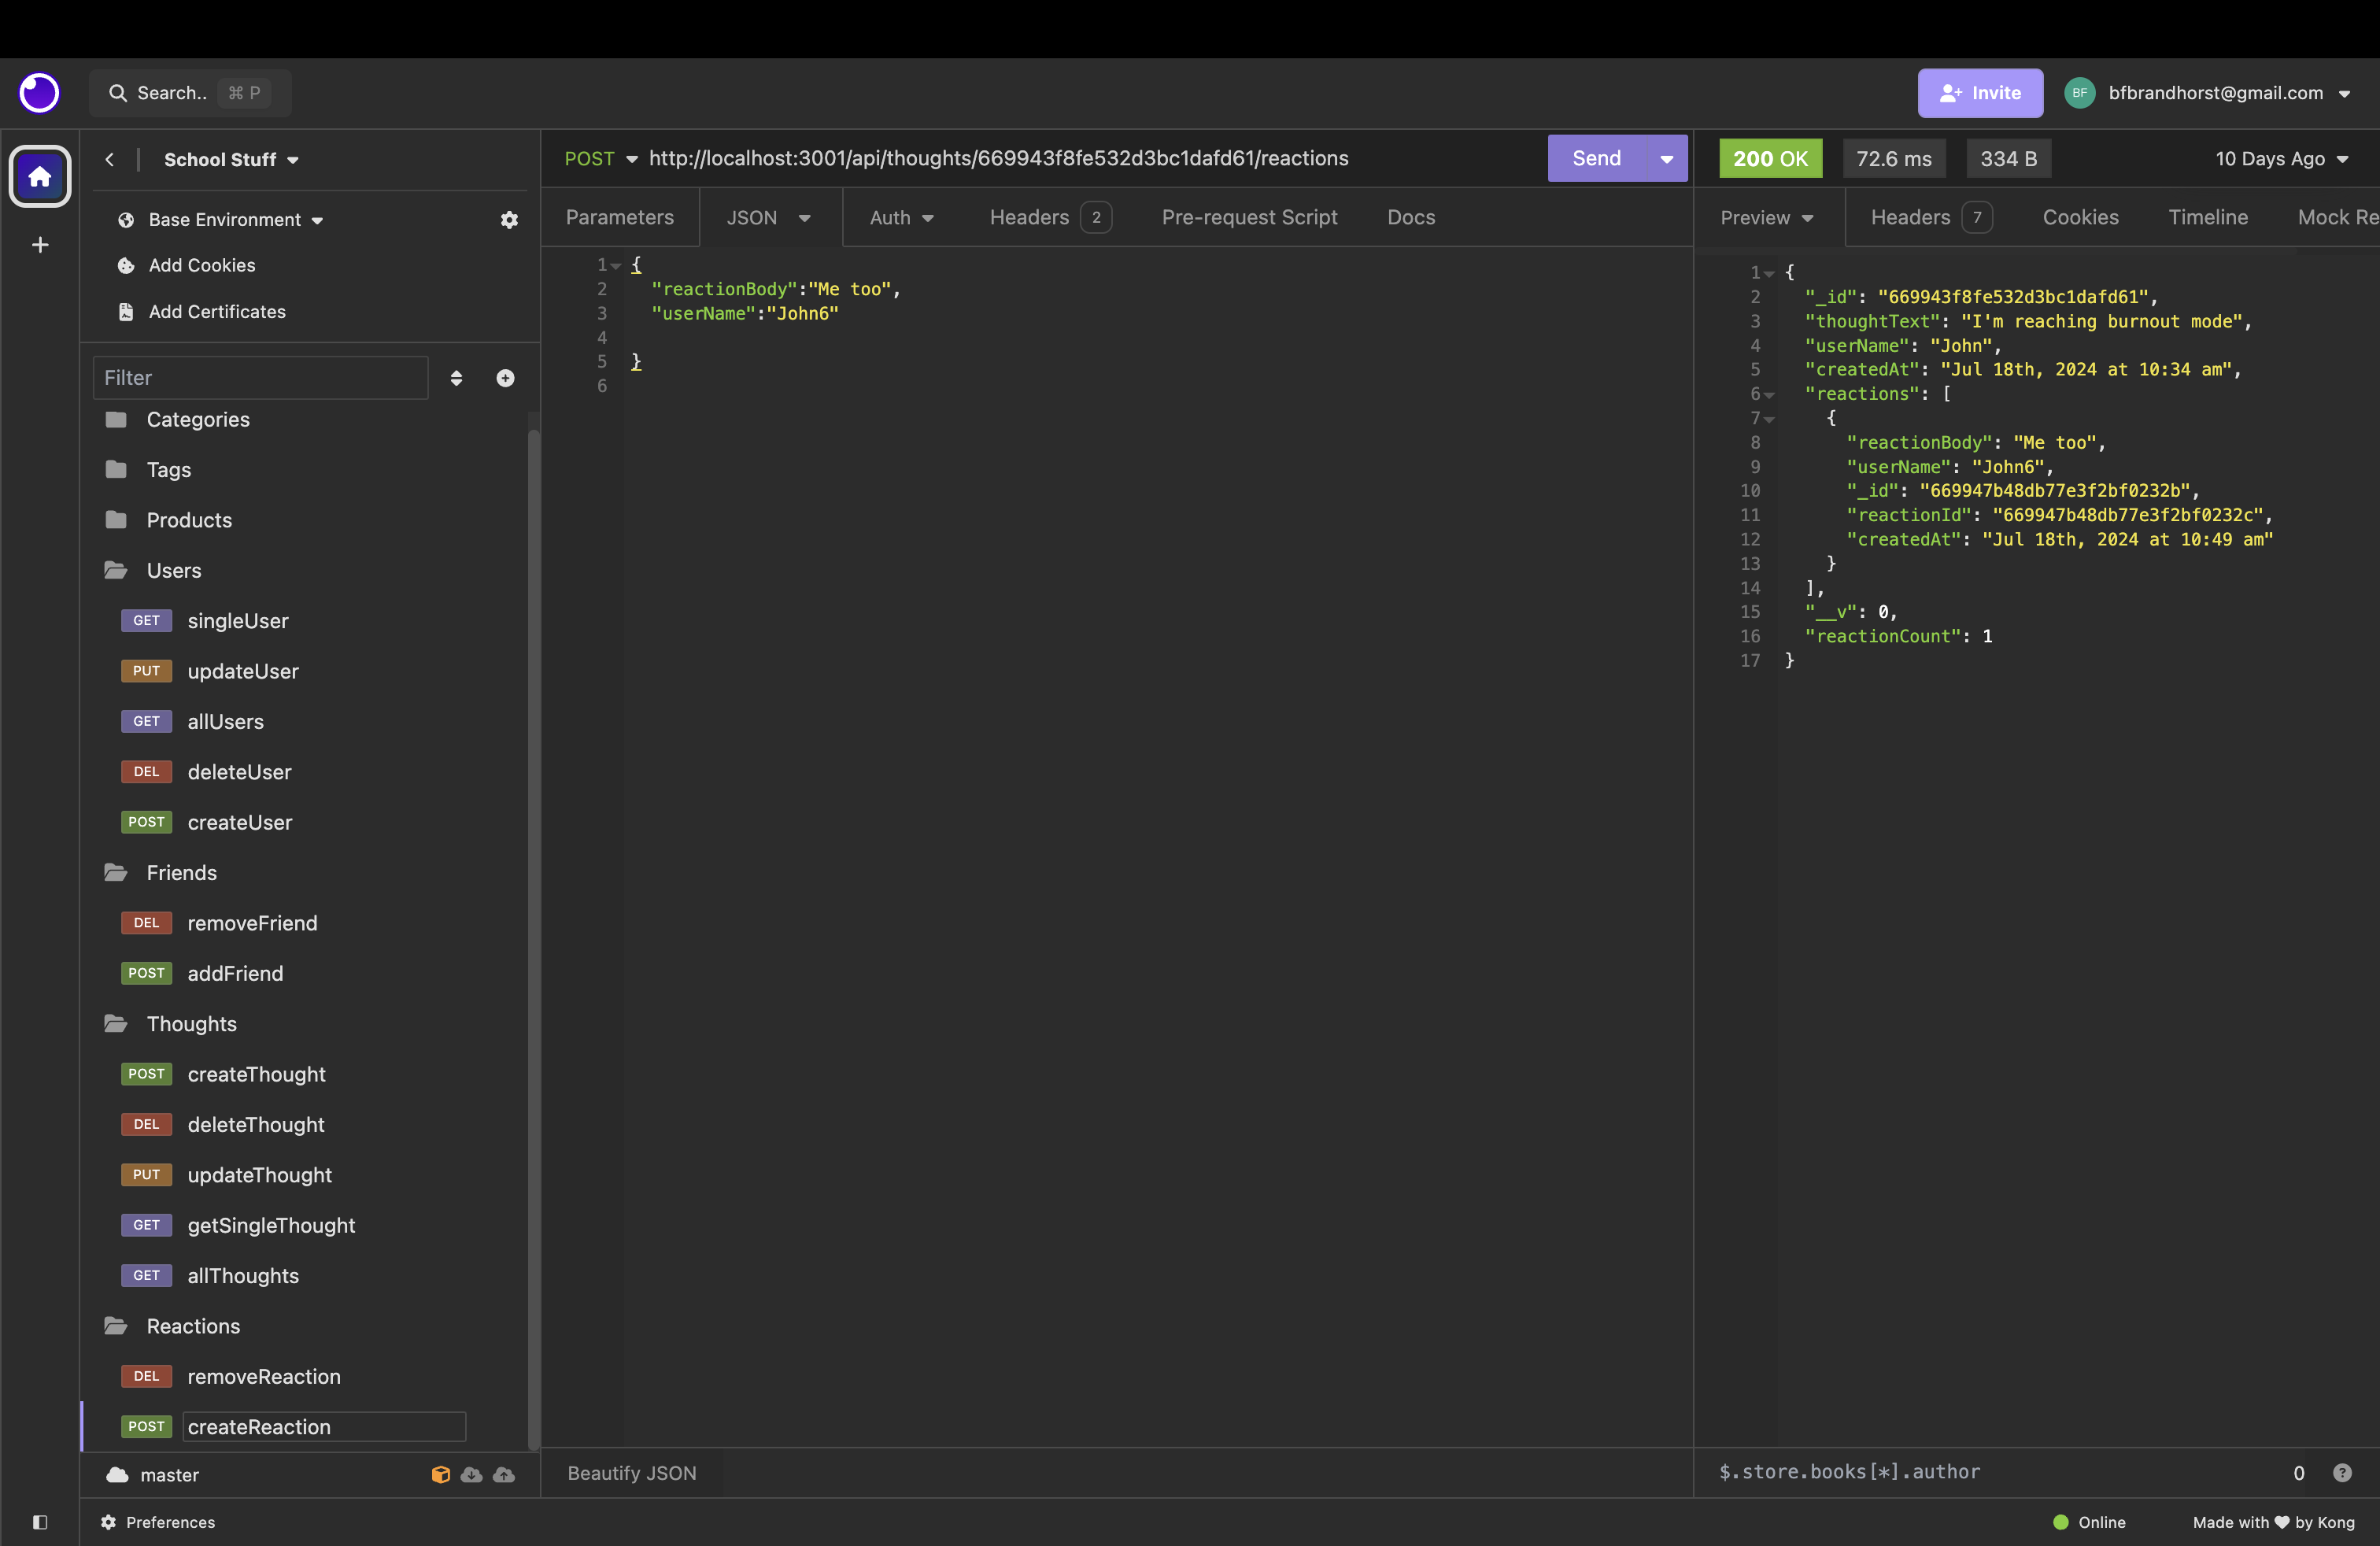 Search.. ⌘ P
Invite
BF bfbrandhorst@gmail.com
School Stuff
Base Environment
Add Cookies
Add Certificates
Filter
Categories
Tags
Products
Users
GET singleUser
PUT updateUser
GET allUsers
DEL deleteUser
POST createUser
Friends
DEL removeFriend
POST addFriend
Thoughts
POST createThought
DEL deleteThought
PUT updateThought
GET getSingleThought
GET allThoughts
Reactions
DEL removeReaction
POST createReaction
master
POST http://localhost:3001/api/thoughts/669943f8fe532d3bc1dafd61/reactions
Send
Parameters JSON Auth Headers 2 Pre-request Script Docs
1 {
2 "reactionBody":"Me too",
3 "userName":"John6"
4
5 }
6
Beautify JSON
200 OK 72.6 ms 334 B 10 Days Ago
Preview Headers 7 Cookies Timeline Mock Re
1 {
2 "_id": "669943f8fe532d3bc1dafd61",
3 "thoughtText": "I'm reaching burnout mode",
4 "userName": "John",
5 "createdAt": "Jul 18th, 2024 at 10:34 am",
6 "reactions": [
7 {
8 "reactionBody": "Me too",
9 "userName": "John6",
10 "_id": "669947b48db77e3f2bf0232b",
11 "reactionId": "669947b48db77e3f2bf0232c",
12 "createdAt": "Jul 18th, 2024 at 10:49 am"
13 }
14 ],
15 "__v": 0,
16 "reactionCount": 1
17 }
$.store.books[*].author 0 ?
Preferences
Online
Made with ♥ by Kong